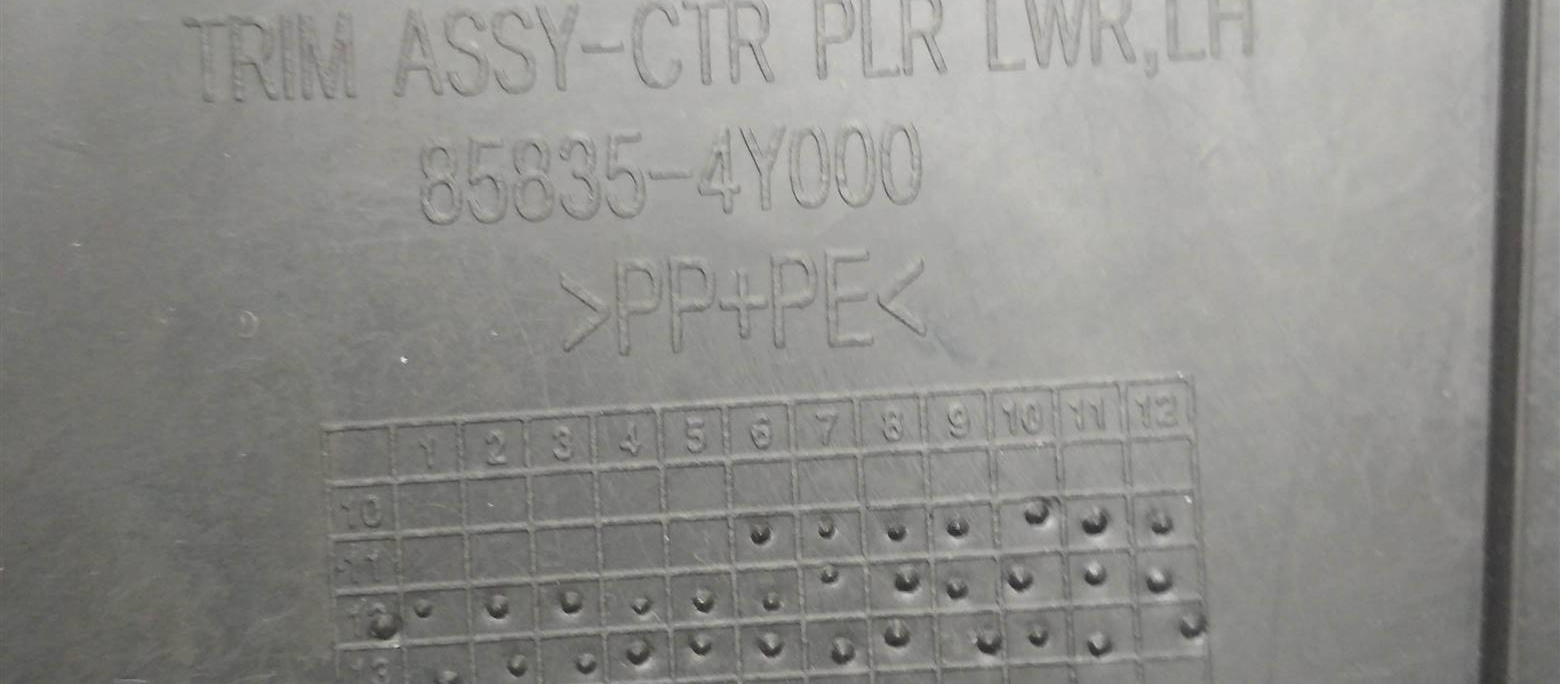 TRIM ASSY-CTR PLR LWR,LH
85835-4Y000
>PP+PE<
1 2 3 4 5 6 7 8 9 10 11 12
10
11
12
13